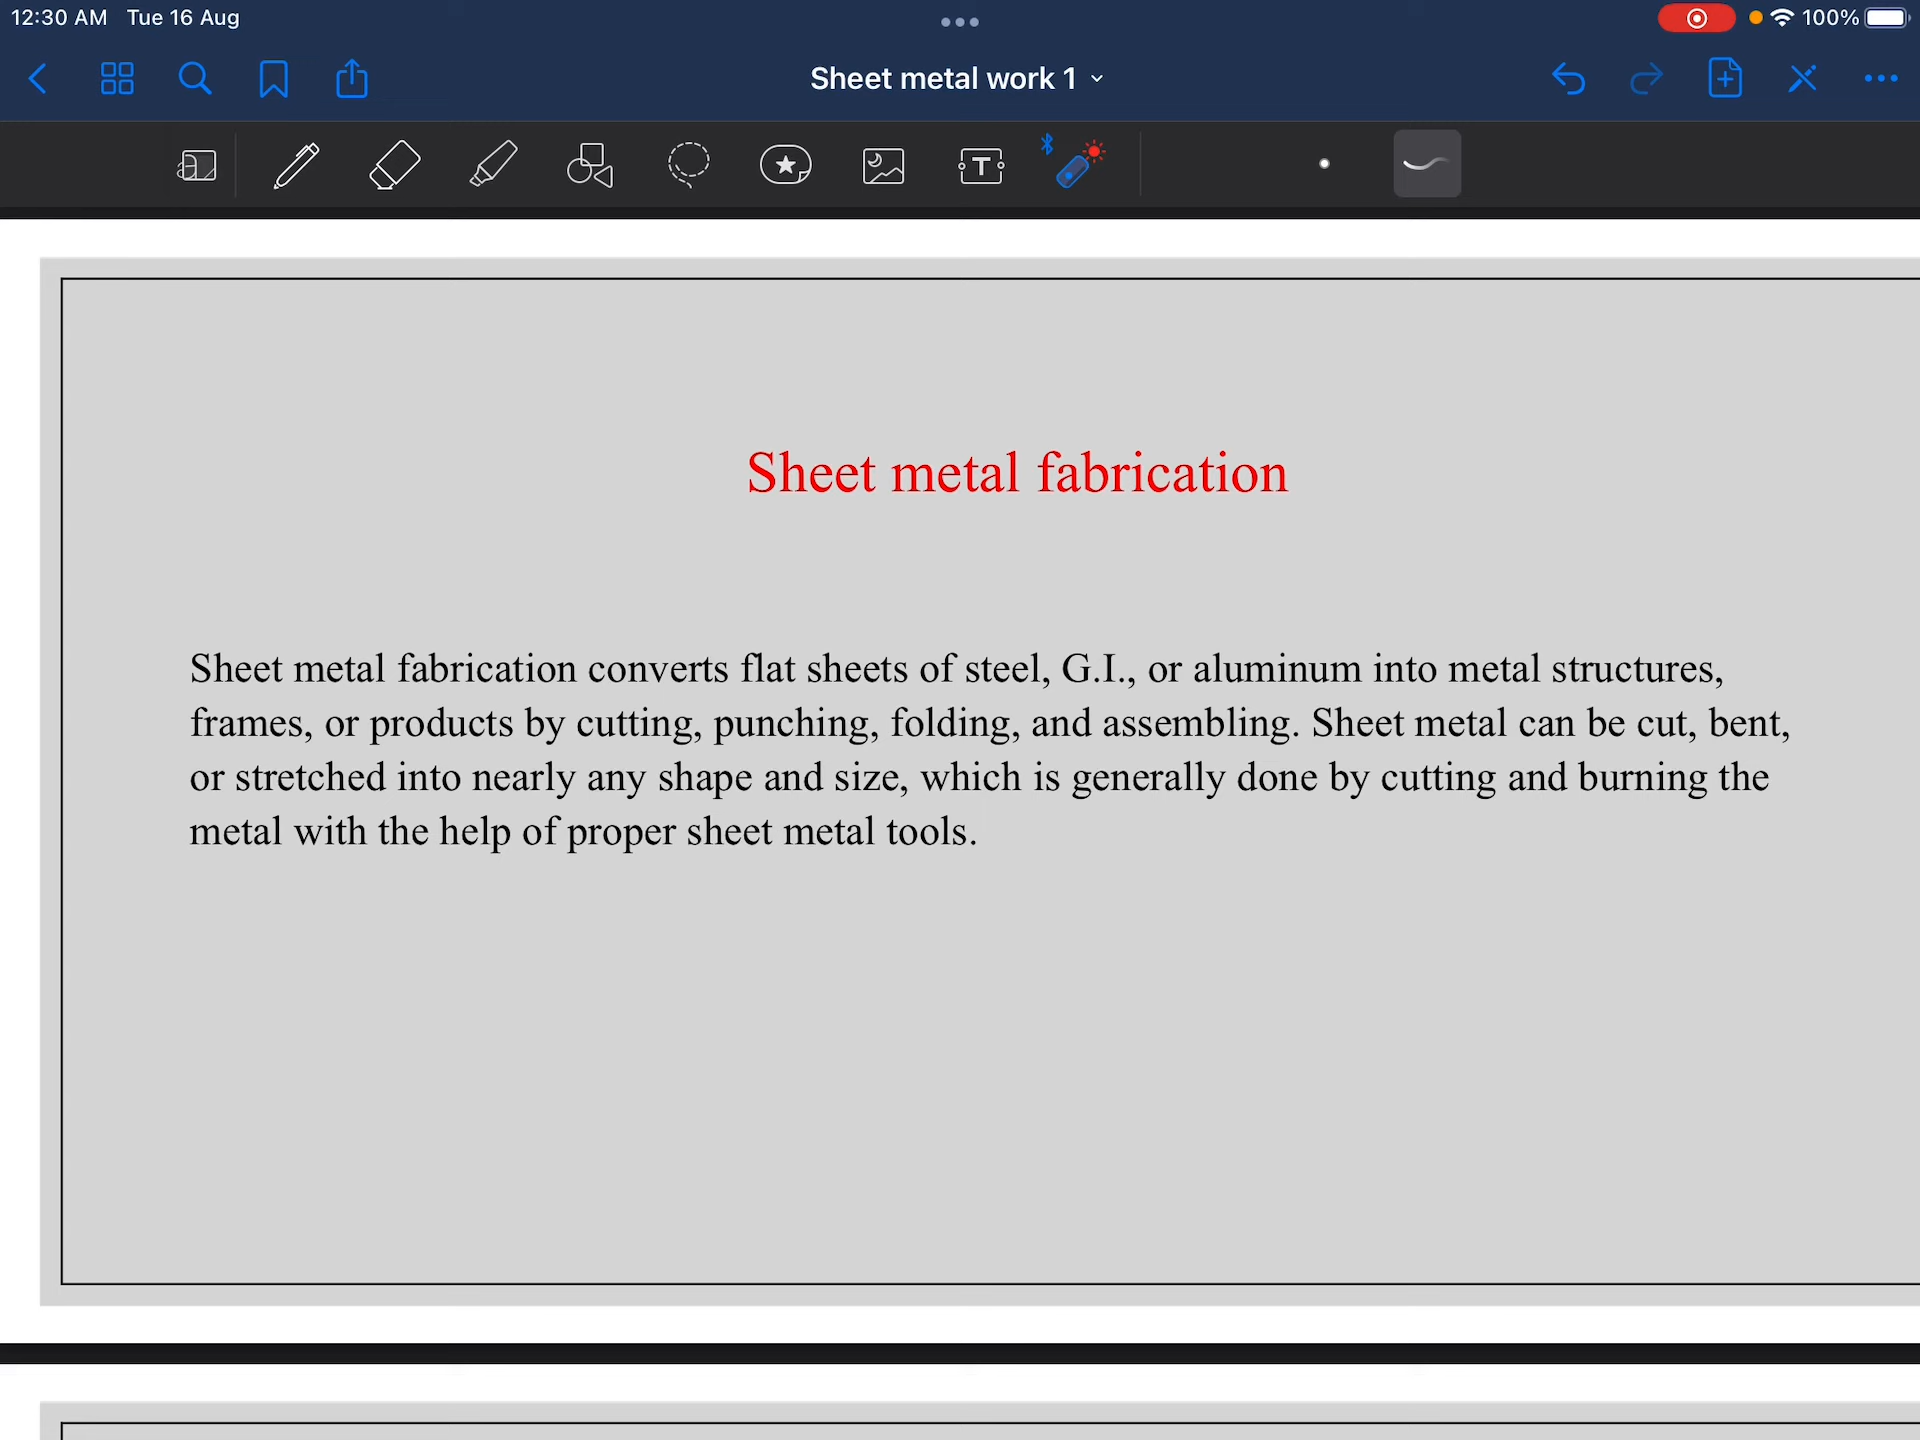 12:30 AM Tue 16 Aug
100%
Sheet metal work 1
T
Sheet metal fabrication
Sheet metal fabrication converts flat sheets of steel, G.I., or aluminum into metal structures,
frames, or products by cutting, punching, folding, and assembling. Sheet metal can be cut, bent,
or stretched into nearly any shape and size, which is generally done by cutting and burning the
metal with the help of proper sheet metal tools.